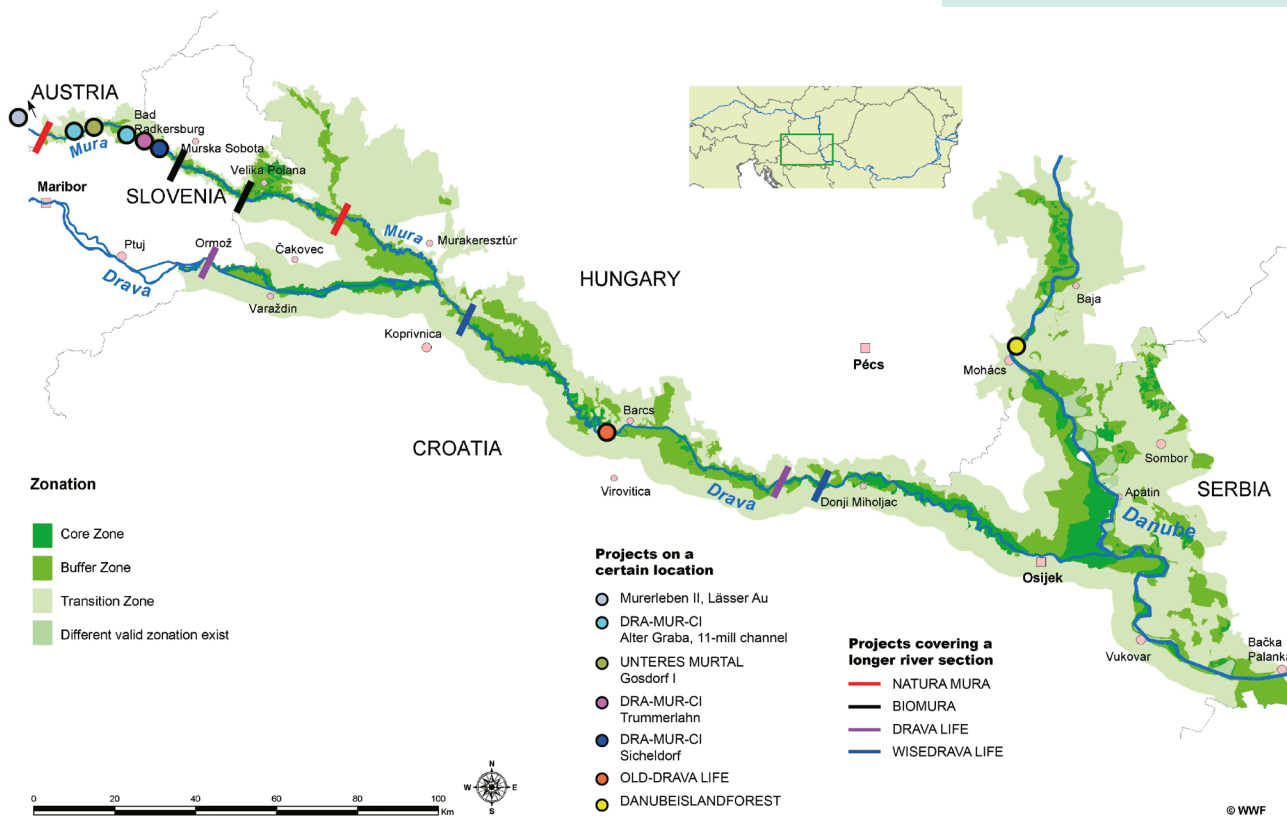 AUSTRIA
Bad
Radkersburg
Mura
Murska Sobota
Velika Polana
SLOVENIA
Maribor
Ptuj
Ormož
Čakovec
Mura
Murakeresztúr
Drava
Varaždin
HUNGARY
Koprivnica
Pécs
Baja
Mohács
Barcs
CROATIA
Virovitica
Drava
Donji Miholjac
Sombor
Apatin
SERBIA
Danube
Osijek
Vukovar
Bačka
Palanka
Zonation
Core Zone
Buffer Zone
Transition Zone
Different valid zonation exist
Projects on a
certain location
Murerleben II, Lässer Au
DRA-MUR-CI
Alter Graba, 11-mill channel
UNTERES MURTAL
Gosdorf I
DRA-MUR-CI
Trummerlahn
DRA-MUR-CI
Sicheldorf
OLD-DRAVA LIFE
DANUBEISLANDFOREST
Projects covering a
longer river section
NATURA MURA
BIOMURA
DRAVA LIFE
WISEDRAVA LIFE
0 20 40 60 80 100
Km
N
W E
S
© WWF